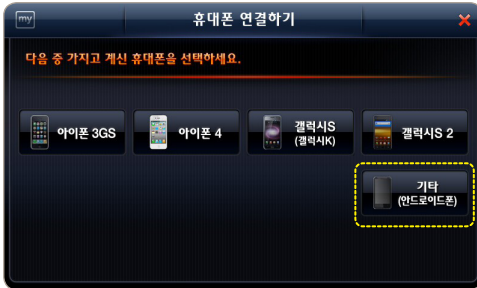 my 휴대폰 연결하기
다음 중 가지고 계신 휴대폰을 선택하세요.
아이폰 3GS
아이폰 4
갤럭시S
(갤럭시K)
갤럭시S 2
기타
(안드로이드폰)